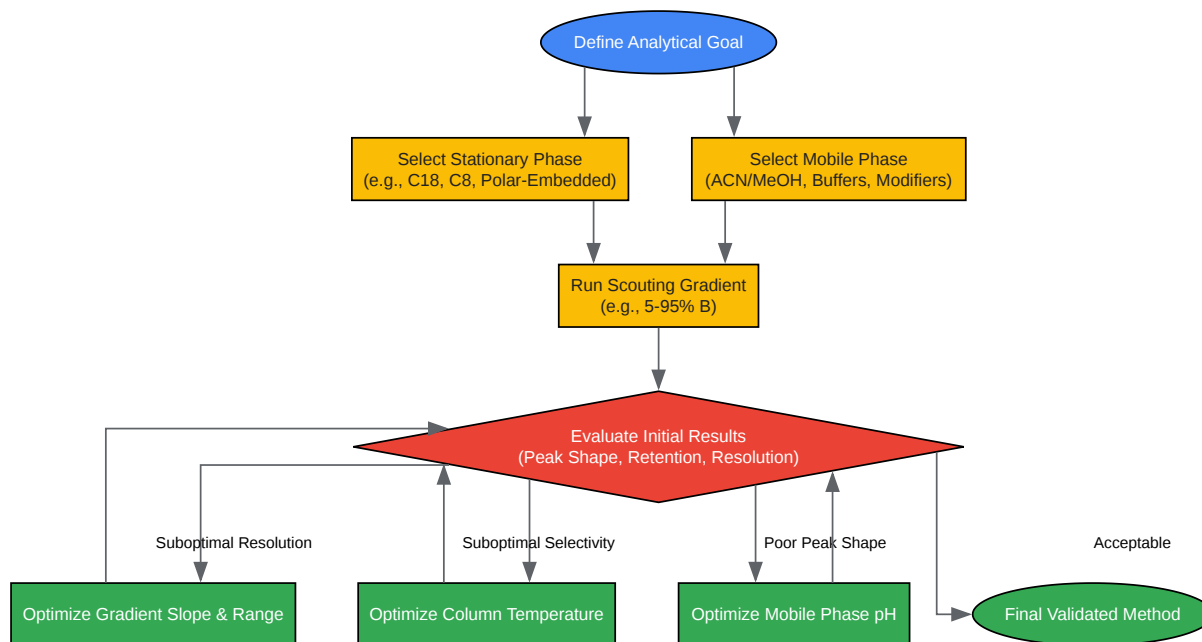 Define Analytical Goal
Select Stationary Phase
(e.g., C18, C8, Polar-Embedded)
Select Mobile Phase
(ACN/MeOH, Buffers, Modifiers)
Run Scouting Gradient
(e.g., 5-95% B)
Evaluate Initial Results
(Peak Shape, Retention, Resolution)
Suboptimal Resolution
Suboptimal Selectivity
Poor Peak Shape
Acceptable
Optimize Gradient Slope & Range
Optimize Column Temperature
Optimize Mobile Phase pH
Final Validated Method